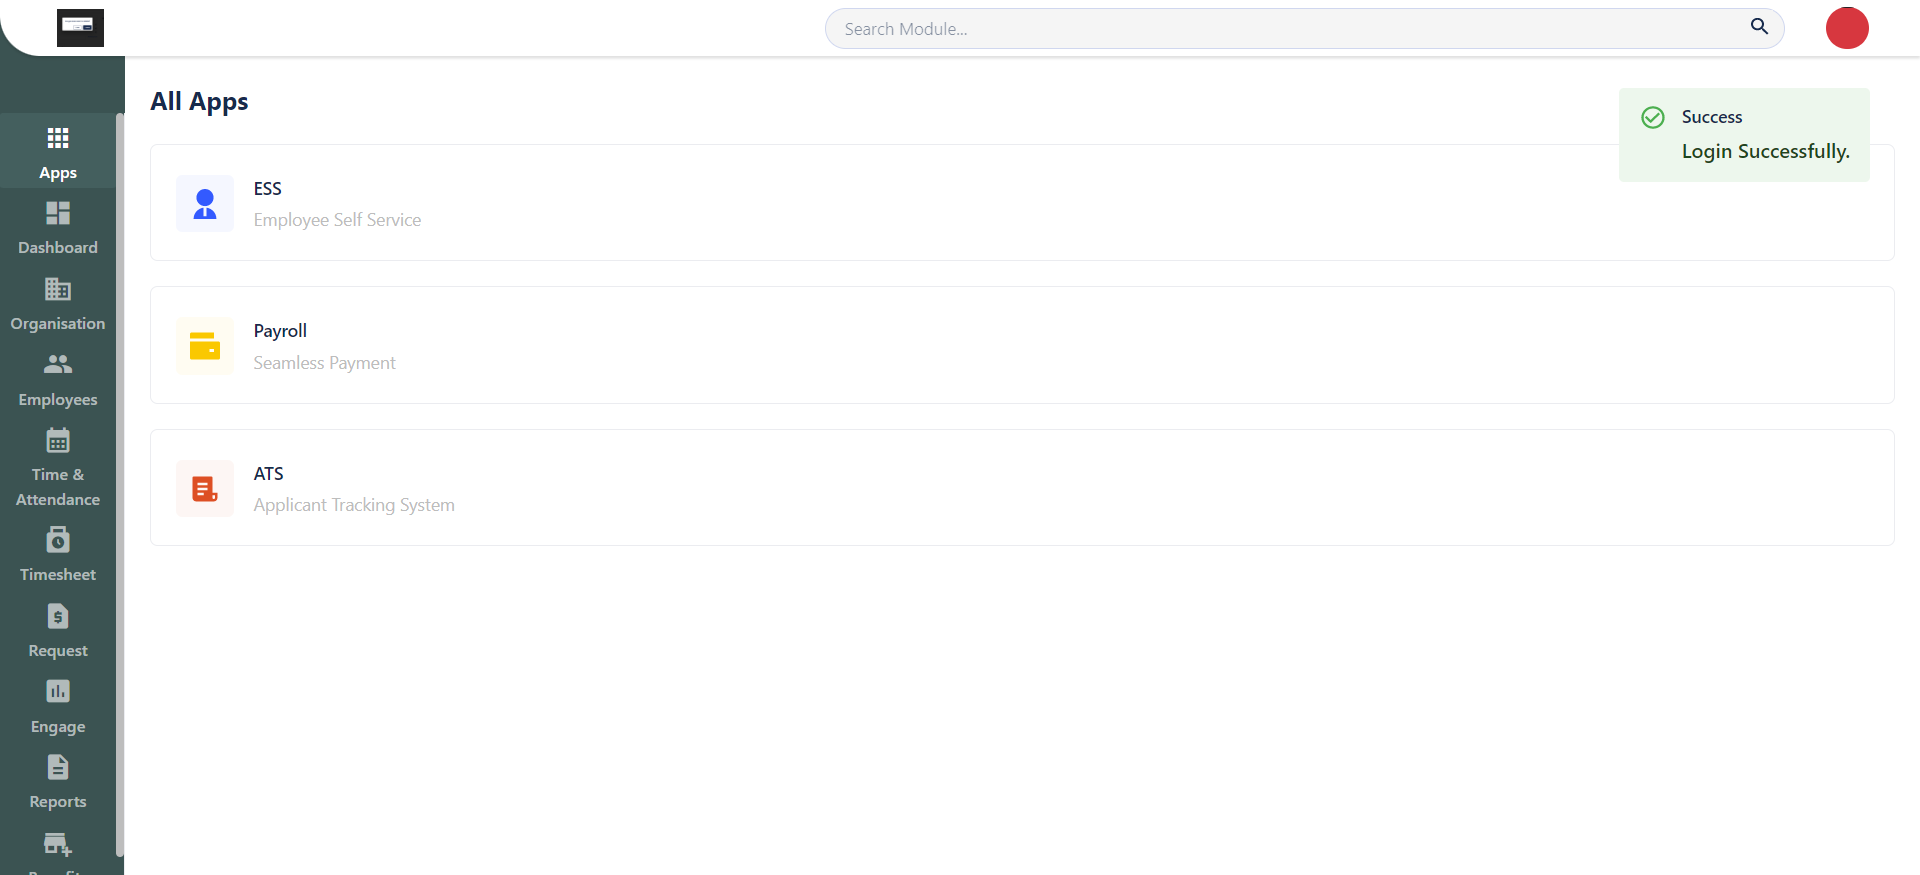 Search Module...
All Apps
Success
Login Successfully.
Apps
Dashboard
Organisation
Employees
Time &
Attendance
Timesheet
Request
Engage
Reports
ESS
Employee Self Service
Payroll
Seamless Payment
ATS
Applicant Tracking System